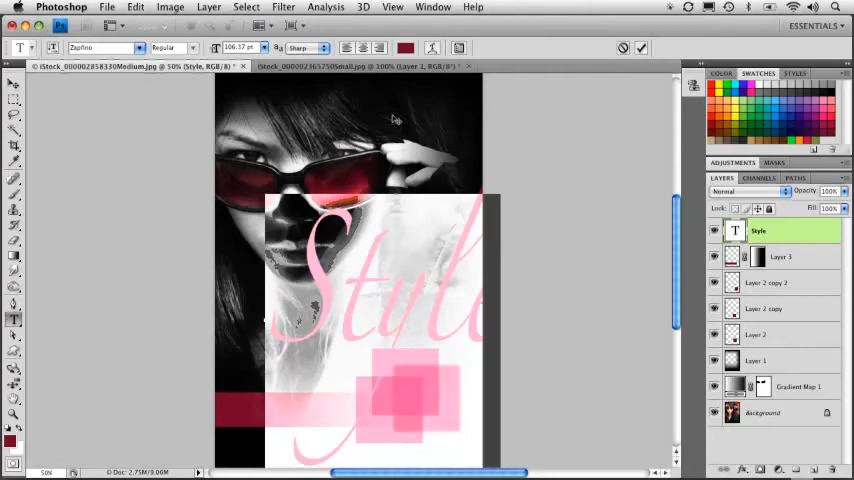 Photoshop File Edit Image Layer Select Filter Analysis 3D View Window Help
ESSENTIALS
Zapfino Regular 106.37 pt Sharp
iStock_000002858330Medium.jpg @ 50% (Style, RGB/8) *
iStock_000002365750Small.jpg @ 100% (Layer 1, RGB/8*) *
COLOR SWATCHES STYLES
ADJUSTMENTS MASKS
LAYERS CHANNELS PATHS
Normal Opacity: 100%
Lock: Fill: 100%
T Style
Layer 3
Layer 2 copy 2
Layer 2 copy
Layer 2
Layer 1
Gradient Map 1
Background
Style
50% Doc: 2.75M/9.06M